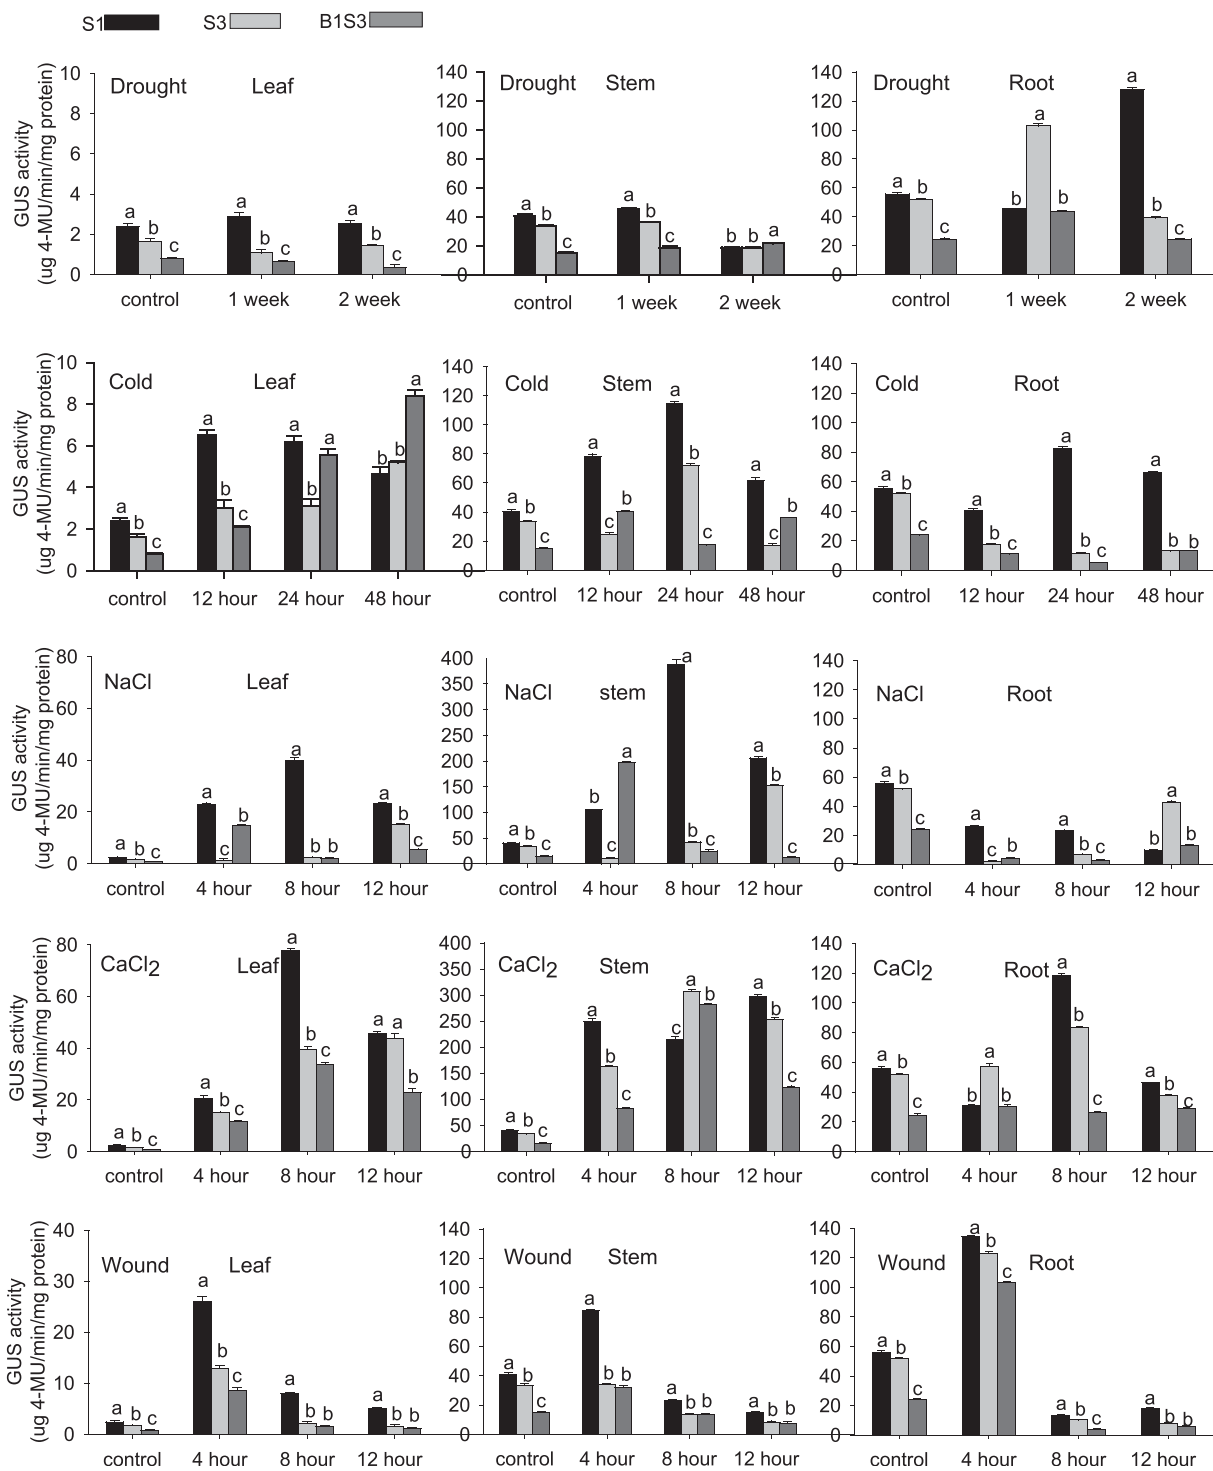 S1 S3 B1S3
GUS activity
(ug 4-MU/min/mg protein)
10
8
6
4
2
0
Drought Leaf
a b c a b c a b c
control 1 week 2 week
140
120
100
80
60
40
20
0
Drought Stem
a b c a b c b b a
control 1 week 2 week
140
120
100
80
60
40
20
0
Drought Root
a b c b a b a b c
control 1 week 2 week
GUS activity
(ug 4-MU/min/mg protein)
10
8
6
4
2
0
Cold Leaf
a b c a b c a b a b b a
control 12 hour 24 hour 48 hour
140
120
100
80
60
40
20
0
Cold Stem
a b c a c b a b c a c b
control 12 hour 24 hour 48 hour
140
120
100
80
60
40
20
0
Cold Root
a b c a b c a b c a b b
control 12 hour 24 hour 48 hour
GUS activity
(ug 4-MU/min/mg protein)
80
60
40
20
0
NaCl Leaf
a b c a c b a b b a b c
control 4 hour 8 hour 12 hour
400
350
300
250
200
150
100
50
0
NaCl stem
a b c b c a a b c a b c
control 4 hour 8 hour 12 hour
140
120
100
80
60
40
20
0
NaCl Root
a b c a c b a b c b a b
control 4 hour 8 hour 12 hour
GUS activity
(ug 4-MU/min/mg protein)
80
60
40
20
0
CaCl2 Leaf
a b c a b c a b c a a b
control 4 hour 8 hour 12 hour
400
350
300
250
200
150
100
50
0
CaCl2 Stem
a b c a b c c a b a b c
control 4 hour 8 hour 12 hour
140
120
100
80
60
40
20
0
CaCl2 Root
a b c b a b a b c a b c
control 4 hour 8 hour 12 hour
GUS activity
(ug 4-MU/min/mg protein)
40
30
20
10
0
Wound Leaf
a b c a b c a b b a b b
control 4 hour 8 hour 12 hour
140
120
100
80
60
40
20
0
Wound Stem
a b c a b b a b b a b b
control 4 hour 8 hour 12 hour
140
120
100
80
60
40
20
0
Wound Root
a b c a b c a b c a b b
control 4 hour 8 hour 12 hour